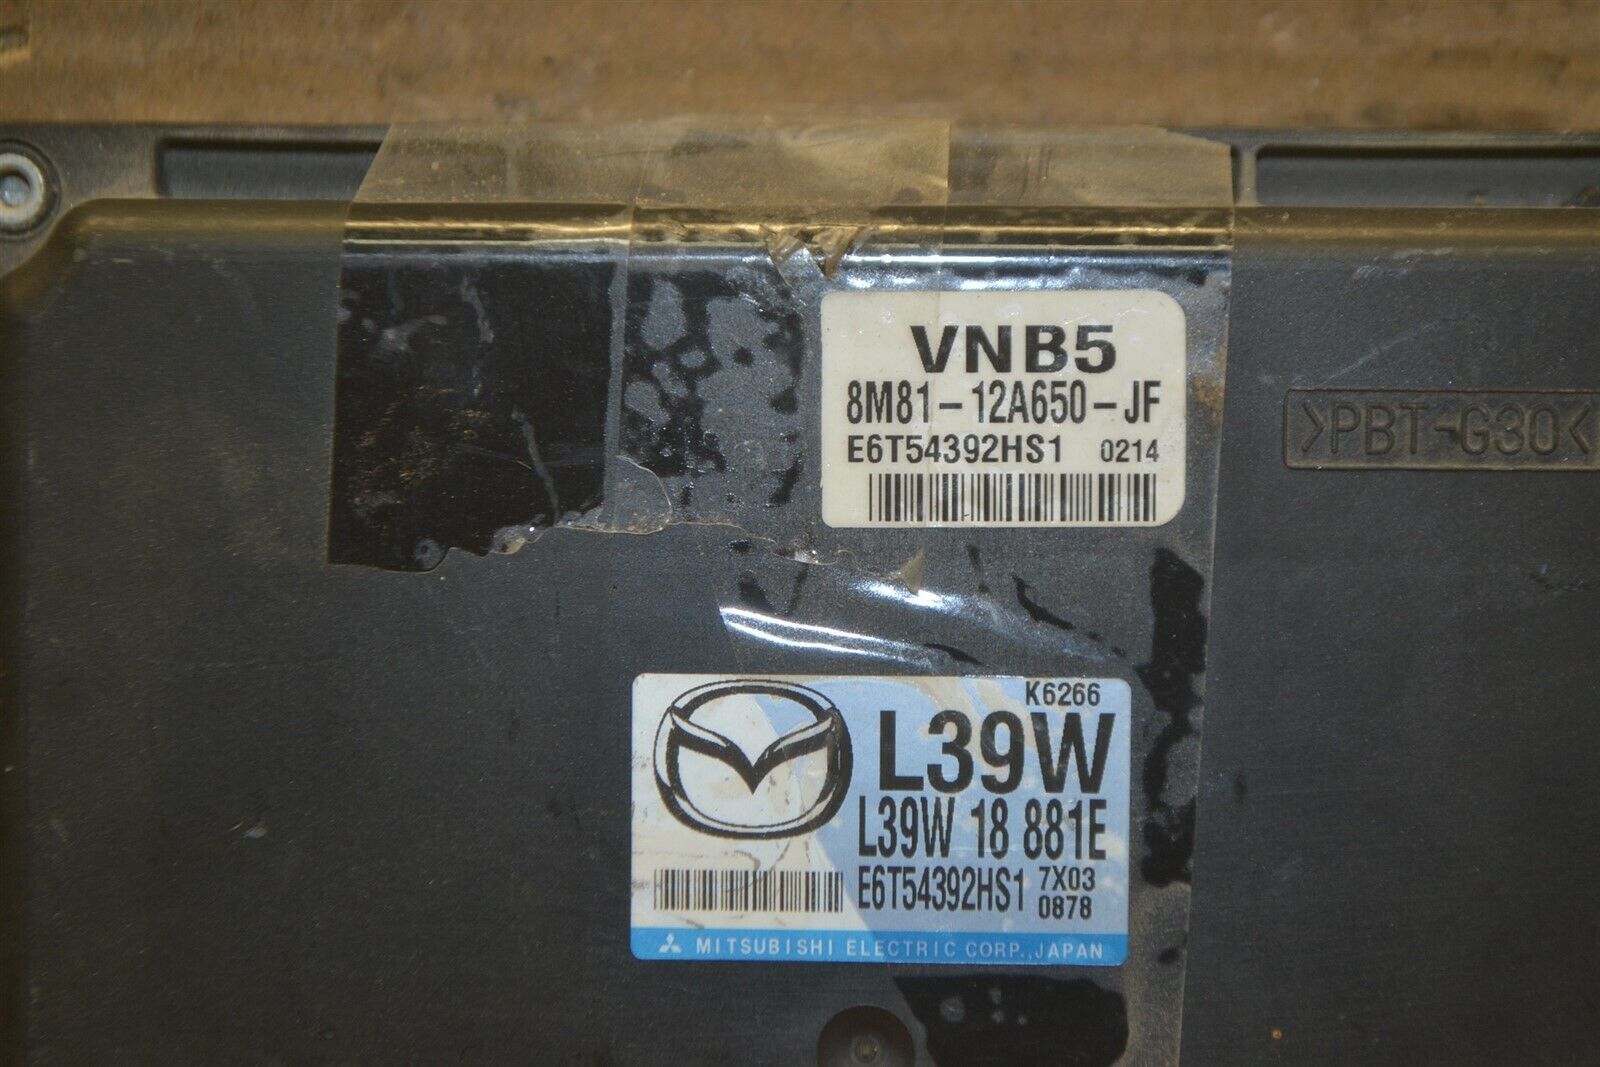 VNB5
8M81-12A650-JF
E6T54392HS1 0214
>PBT-G30<
K6266
L39W
L39W 18 881E
E6T54392HS1 7X03
0878
MITSUBISHI ELECTRIC CORP., JAPAN